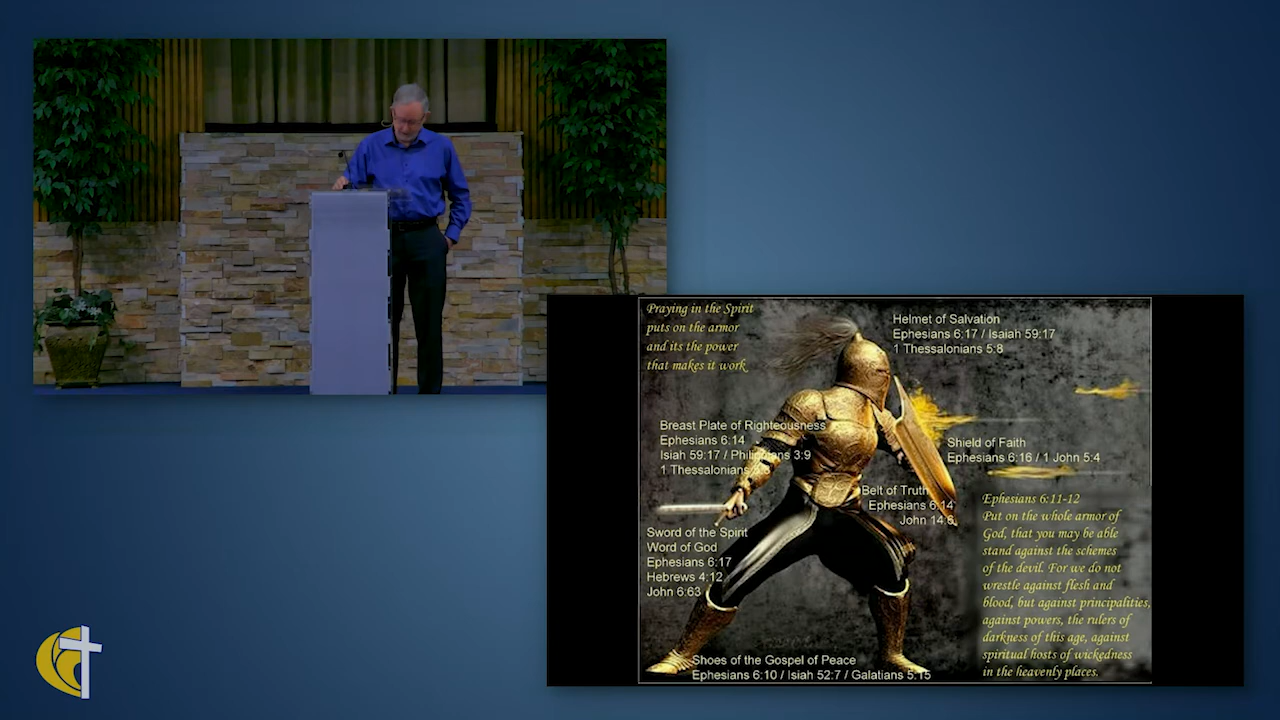 Praying in the Spirit
puts on the armor
and its the power
that makes it work
Helmet of Salvation
Ephesians 6:17 / Isaiah 59:17
1 Thessalonians 5:8
Breast Plate of Righteousness
Ephesians 6:14
Isiah 59:17 / Philippians 3:9
1 Thessalonians 5:8
Shield of Faith
Ephesians 6:16 / 1 John 5:4
Belt of Truth
Ephesians 6:14
John 14:6
Sword of the Spirit
Word of God
Ephesians 6:17
Hebrews 4:12
John 6:63
Ephesians 6:11-12
Put on the whole armor of
God, that you may be able
stand against the schemes
of the devil. For we do not
wrestle against flesh and
blood, but against principalities,
against powers, the rulers of
darkness of this age, against
spiritual hosts of wickedness
in the heavenly places.
Shoes of the Gospel of Peace
Ephesians 6:10 / Isiah 52:7 / Galatians 5:15